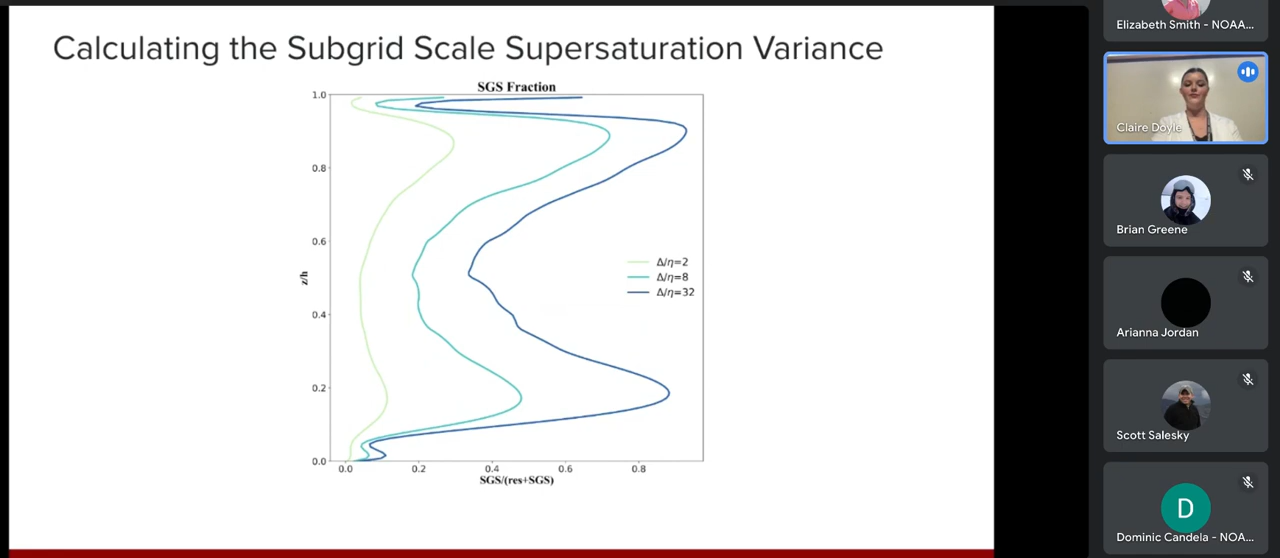 Calculating the Subgrid Scale Supersaturation Variance
SGS Fraction
1.0
0.8
0.6
0.4
0.2
0.0
z/h
Δ/η=2
Δ/η=8
Δ/η=32
0.0 0.2 0.4 0.6 0.8
SGS/(res+SGS)
Elizabeth Smith - NOAA...
Claire Doyle
Brian Greene
Arianna Jordan
Scott Salesky
D
Dominic Candela - NOA...